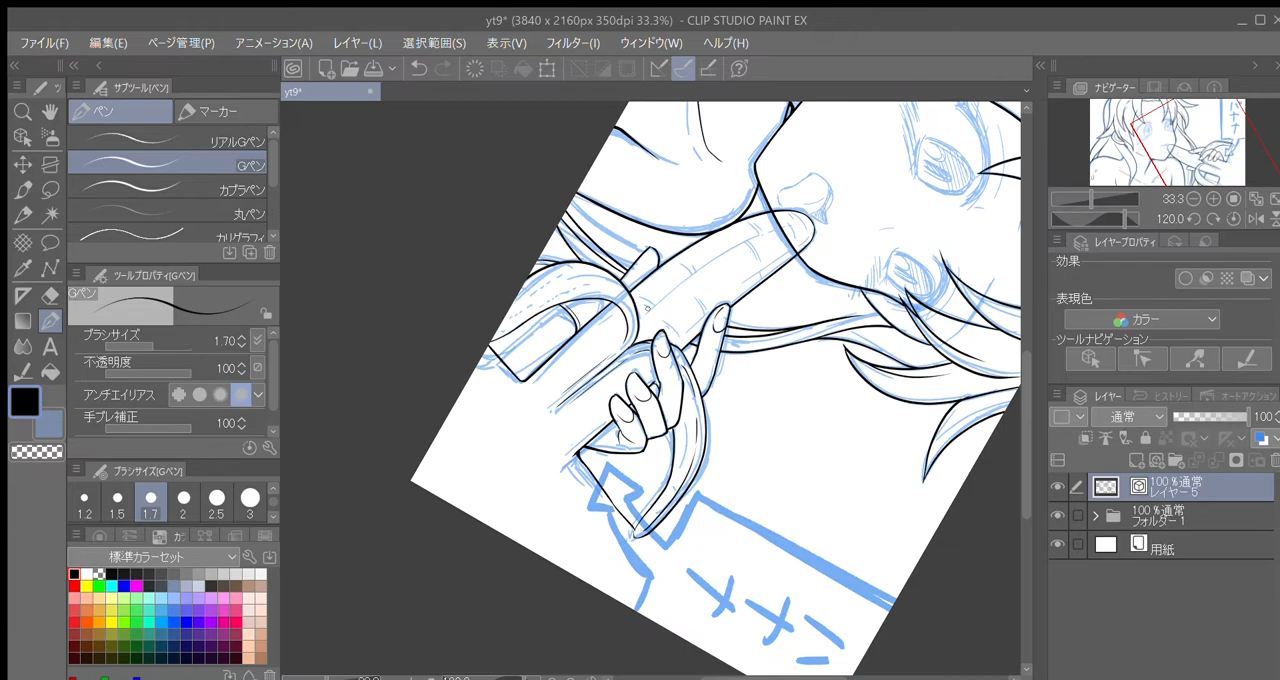 yt9* (3840 x 2160px 350dpi 33.3%) - CLIP STUDIO PAINT EX
ファイル(F) 編集(E) ページ管理(P) アニメーション(A) レイヤー(L) 選択範囲(S) 表示(V) フィルター(I) ウィンドウ(W) ヘルプ(H)
サブツール[ペン]
yt9*
ナビゲーター
ペン マーカー
リアルGペン
Gペン
カブラペン
丸ペン
カリグラフィ
33.3
120.0
レイヤープロパティ
効果
表現色
カラー
ツールナビゲーション
ツールプロパティ[Gペン]
Gペン
ブラシサイズ 1.70
不透明度 100
アンチエイリアス
手ブレ補正 100
レイヤー ヒストリー オートアクション
通常 100
ブラシサイズ[Gペン]
1.2 1.5 1.7 2 2.5 3
100 %通常
レイヤー 5
100 %通常
フォルダー 1
用紙
標準カラーセット